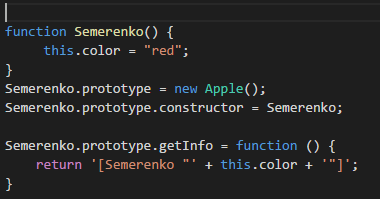 function Semerenko() {
     this.color = "red";
}
Semerenko.prototype = new Apple();
Semerenko.prototype.constructor = Semerenko;

Semerenko.prototype.getInfo = function () {
    return '[Semerenko "' + this.color + '"]';
}